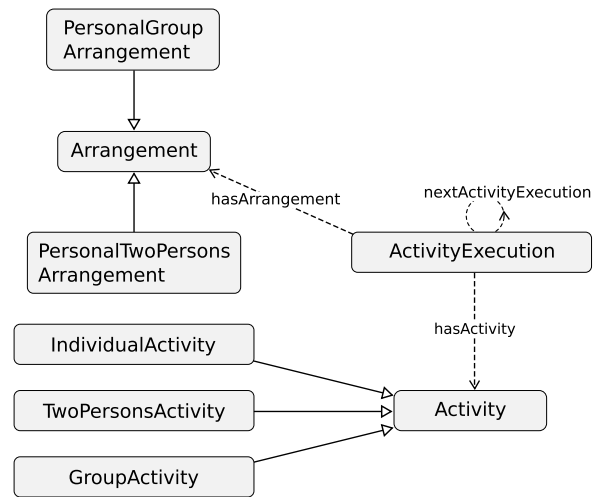 PersonalGroup
Arrangement
Arrangement
hasArrangement
nextActivityExecution
PersonalTwoPersons
Arrangement
ActivityExecution
hasActivity
IndividualActivity
TwoPersonsActivity
Activity
GroupActivity